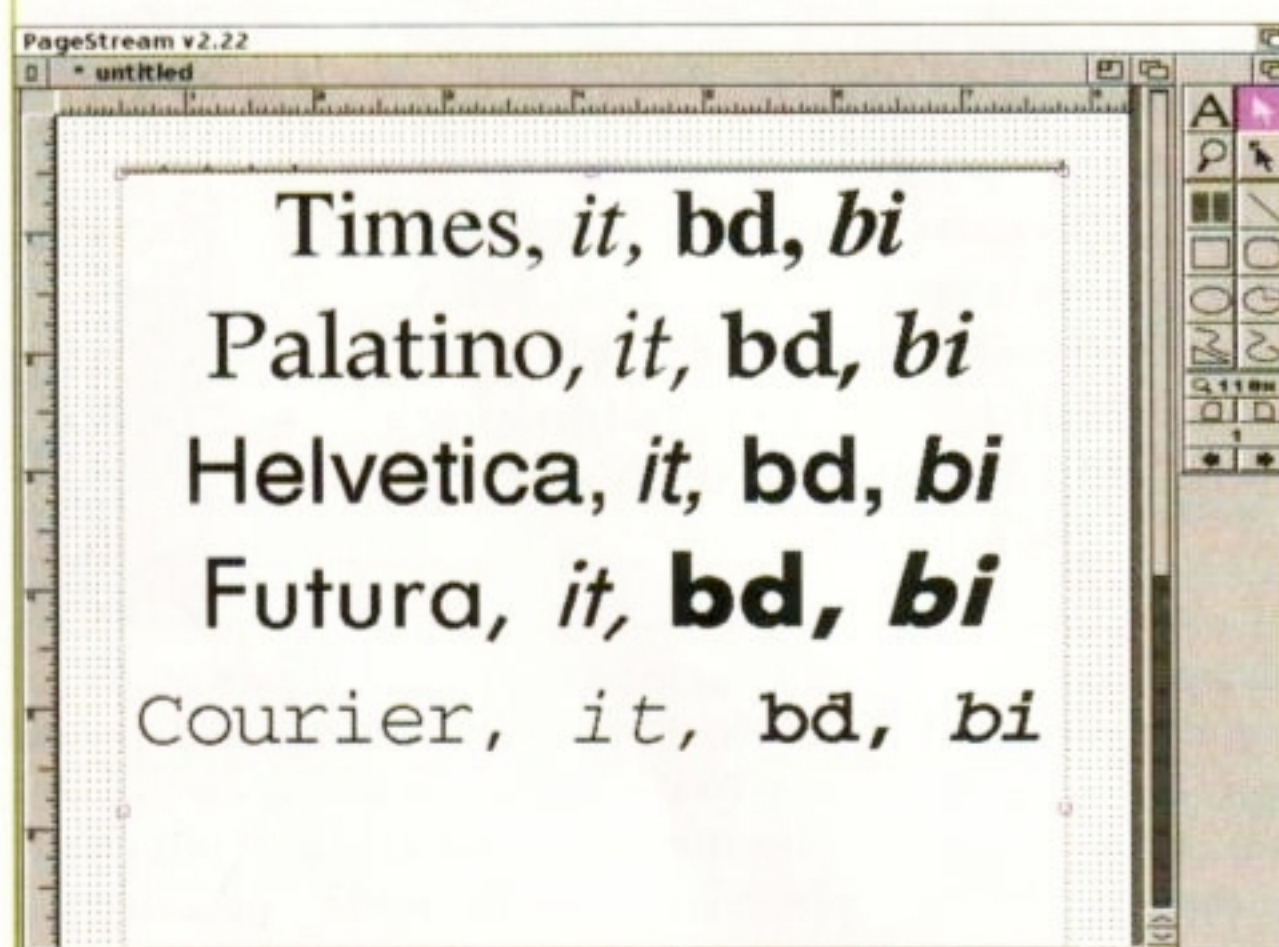 PageStream v2.22
* untitled
A
Times, it, bd, bi
Palatino, it, bd, bi
Helvetica, it, bd, bi
Futura, it, bd, bi
Courier, it, bd, bi
1